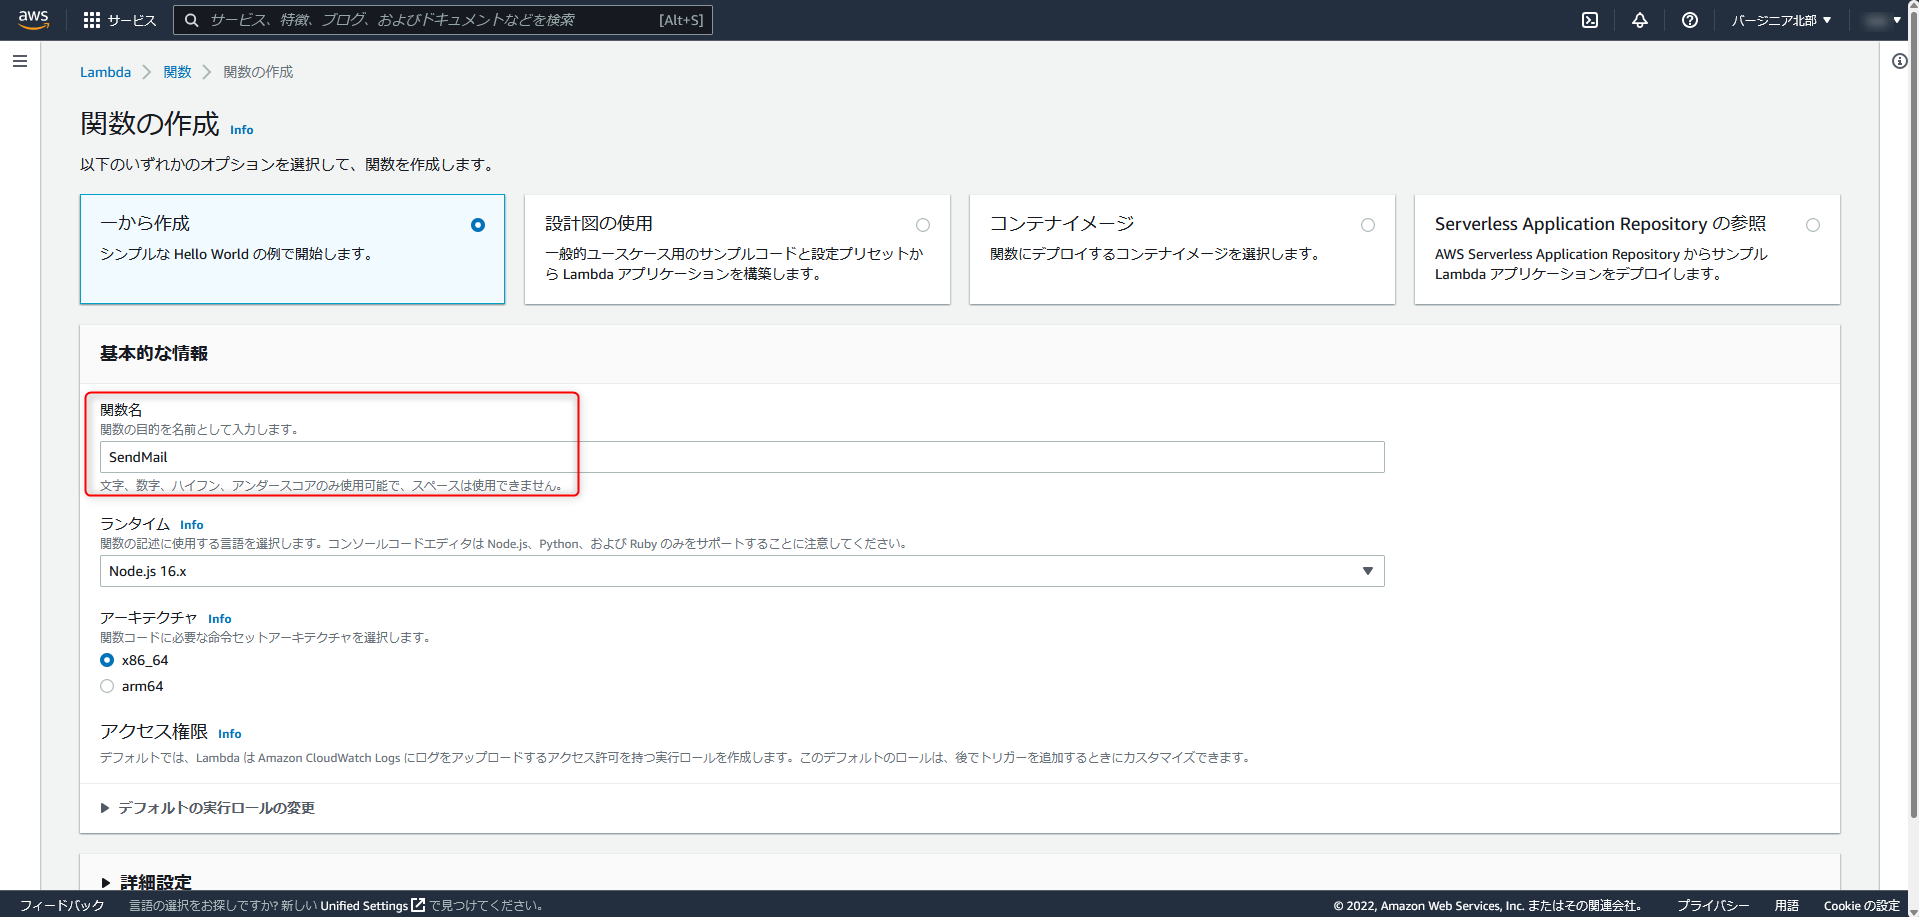 aws サービス サービス、特徴、ブログ、およびドキュメントなどを検索 [Alt+S] バージニア北部
Lambda 関数 関数の作成
関数の作成 Info
以下のいずれかのオプションを選択して、関数を作成します。
一から作成
シンプルな Hello World の例で開始します。
設計図の使用
一般的ユースケース用のサンプルコードと設定プリセットか
ら Lambda アプリケーションを構築します。
コンテナイメージ
関数にデプロイするコンテナイメージを選択します。
Serverless Application Repository の参照
AWS Serverless Application Repository からサンプル
Lambda アプリケーションをデプロイします。
基本的な情報
関数名
関数の目的を名前として入力します。
SendMail
文字、数字、ハイフン、アンダースコアのみ使用可能で、スペースは使用できません。
ランタイム Info
関数の記述に使用する言語を選択します。コンソールコードエディタは Node.js、Python、および Ruby のみをサポートすることに注意してください。
Node.js 16.x
アーキテクチャ Info
関数コードに必要な命令セットアーキテクチャを選択します。
x86_64
arm64
アクセス権限 Info
デフォルトでは、Lambda は Amazon CloudWatch Logs にログをアップロードするアクセス許可を持つ実行ロールを作成します。このデフォルトのロールは、後でトリガーを追加するときにカスタマイズできます。
デフォルトの実行ロールの変更
詳細設定
フィードバック 言語の選択をお探しですか? 新しい Unified Settings で見つけてください。 © 2022, Amazon Web Services, Inc. またはその関連会社。 プライバシー 用語 Cookie の設定